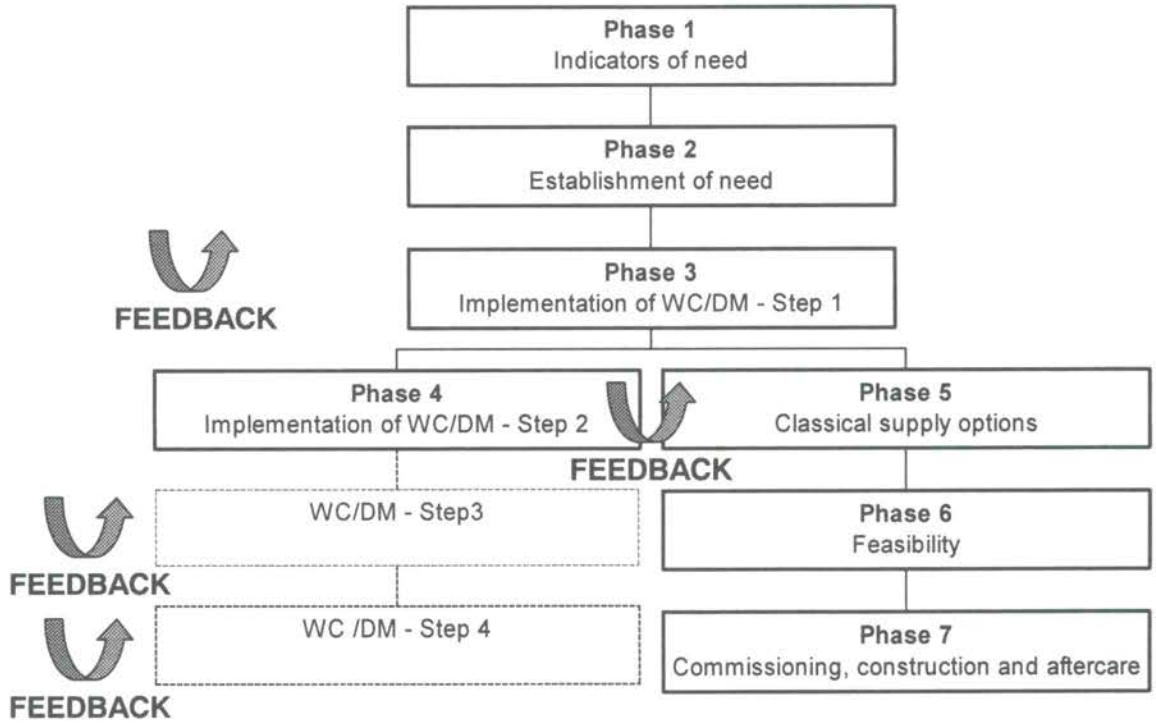 Phase 1
Indicators of need
Phase 2
Establishment of need
Phase 3
Implementation of WC/DM - Step 1
FEEDBACK
Phase 4
Implementation of WC/DM - Step 2
Phase 5
Classical supply options
FEEDBACK
WC/DM - Step3
FEEDBACK
Phase 6
Feasibility
WC /DM - Step 4
FEEDBACK
Phase 7
Commissioning, construction and aftercare